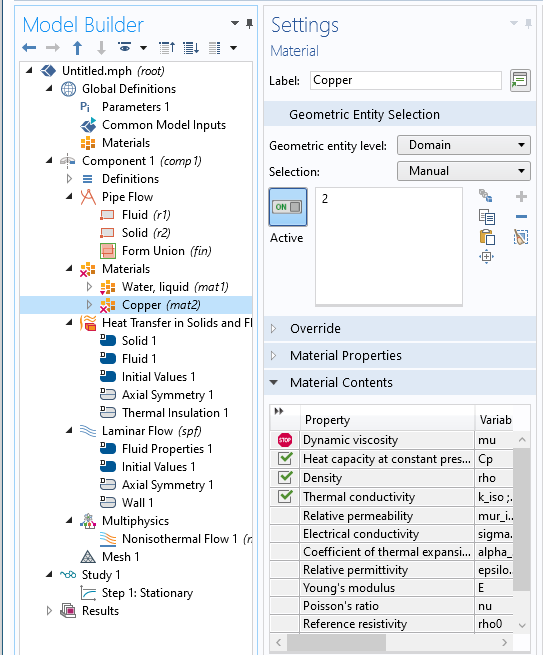 Model Builder
Untitled.mph (root)
Global Definitions
Pi Parameters 1
Common Model Inputs
Materials
Component 1 (comp1)
Definitions
Pipe Flow
Fluid (r1)
Solid (r2)
Form Union (fin)
Materials
Water, liquid (mat1)
Copper (mat2)
Heat Transfer in Solids and Fl
Solid 1
Fluid 1
Initial Values 1
Axial Symmetry 1
Thermal Insulation 1
Laminar Flow (spf)
Fluid Properties 1
Initial Values 1
Axial Symmetry 1
Wall 1
Multiphysics
Nonisothermal Flow 1 (r
Mesh 1
Study 1
Step 1: Stationary
Results
Settings
Material
Label: Copper
Geometric Entity Selection
Geometric entity level: Domain
Selection: Manual
ON
Active
2
Override
Material Properties
Material Contents
Property Variab
STOP Dynamic viscosity mu
Heat capacity at constant pres... Cp
Density rho
Thermal conductivity k_iso ;.
Relative permeability mur_i..
Electrical conductivity sigma.
Coefficient of thermal expansi... alpha_
Relative permittivity epsilo.
Young's modulus E
Poisson's ratio nu
Reference resistivity rho0